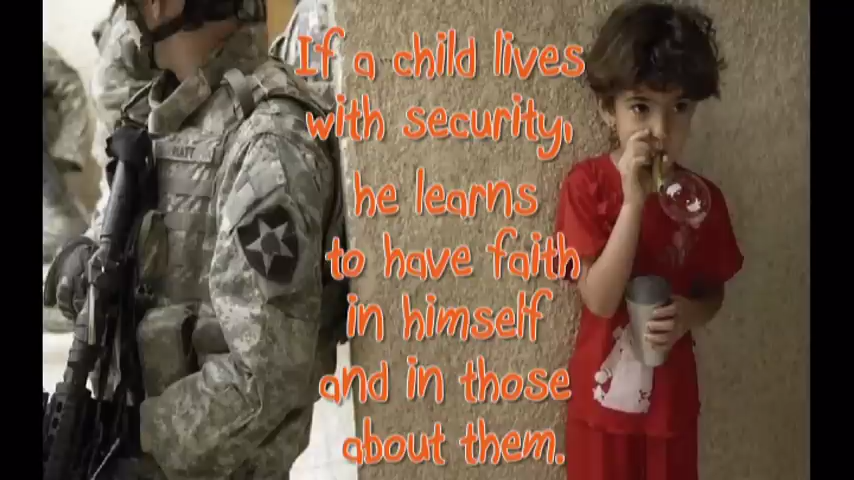 If a child lives
with security,
he learns
to have faith
in himself
and in those
about them.